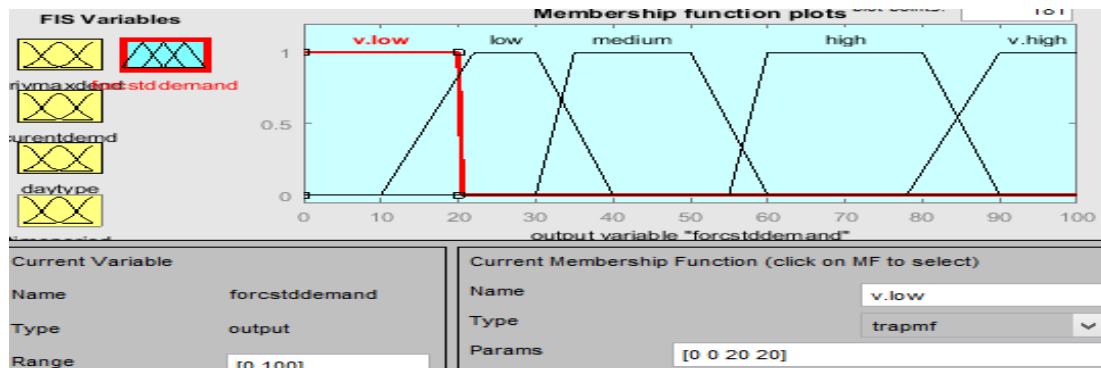 FIS Variables
Membership function plots
plot points:
181
v.low low medium high v.high
1
0.5
0
forcstddemand
curentdemd
daytype
0 10 20 30 40 50 60 70 80 90 100
output variable "forcstddemand"
Current Variable
Name forcstddemand
Type output
Range [0 100]
Current Membership Function (click on MF to select)
Name v.low
Type trapmf
Params [0 0 20 20]